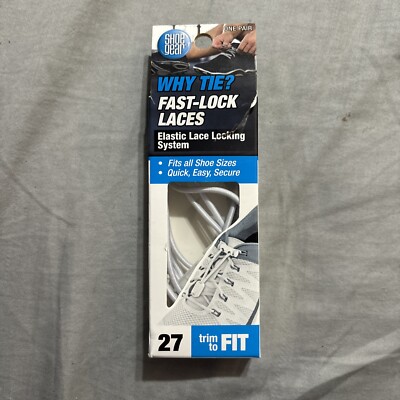 shoe
gear
ONE PAIR
WHY TIE?
FAST-LOCK
LACES
Elastic Lace Locking
System
• Fits all Shoe Sizes
• Quick, Easy, Secure
27
trim
to FIT